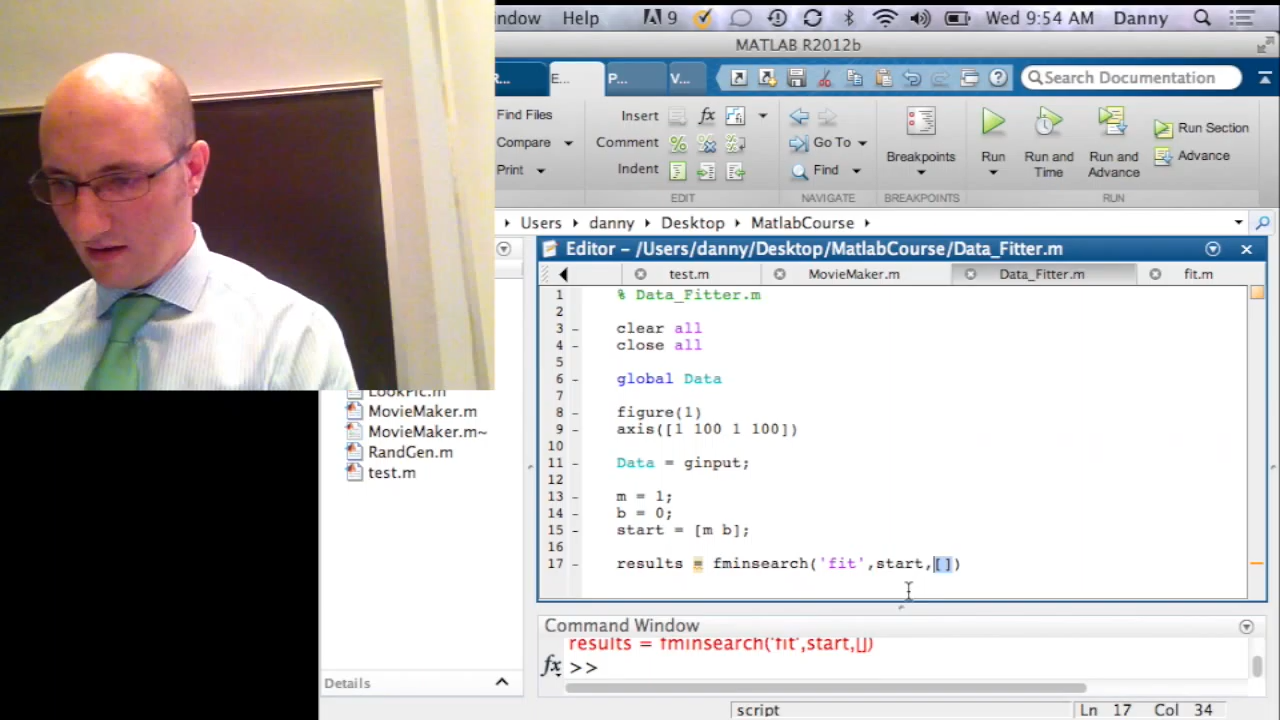 indow Help 9 Wed 9:54 AM Danny
MATLAB R2012b
R... E... P... V... Search Documentation
Find Files Insert fx
Compare Comment Go To Breakpoints Run Run and Run and Run Section
Print Indent Find Time Advance Advance
EDIT NAVIGATE BREAKPOINTS RUN
Users danny Desktop MatlabCourse
Editor – /Users/danny/Desktop/MatlabCourse/Data_Fitter.m
test.m MovieMaker.m Data_Fitter.m fit.m
1 % Data_Fitter.m
2
3 – clear all
4 – close all
5
6 – global Data
7
8 – figure(1)
9 – axis([1 100 1 100])
10
11 – Data = ginput;
12
13 – m = 1;
14 – b = 0;
15 – start = [m b];
16
17 – results = fminsearch('fit',start,[])
LookPic.m
MovieMaker.m
MovieMaker.m~
RandGen.m
test.m
Details
Command Window
results = fminsearch('fit',start,[])
fx >>
script Ln 17 Col 34